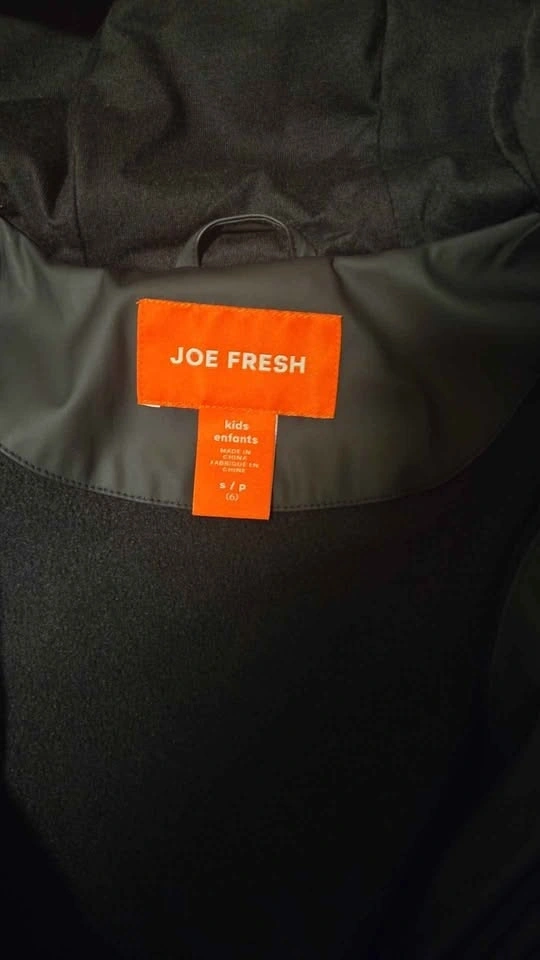 JOE FRESH
kids
enfants
MADE IN
CHINA
FABRIQUÉ EN
CHINE
s / p
(6)